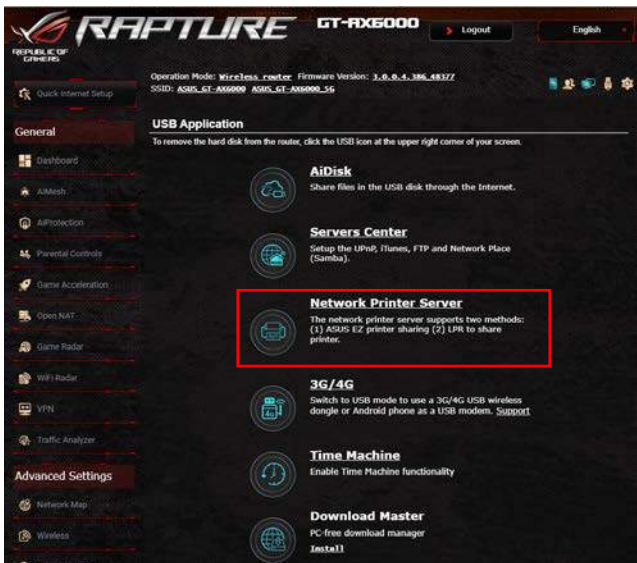 REPUBLIC OF
GAMERS
RAPTURE
GT-AX6000
Logout
English
Quick Internet Setup
Operation Mode: Wireless router Firmware Version: 3.0.0.4.386_48377
SSID: ASUS_GT-AX6000 ASUS_GT-AX6000_5G
General
Dashboard
AiMesh
AiProtection
Parental Controls
Game Acceleration
Open NAT
Game Radar
WiFi Radar
VPN
Traffic Analyzer
Advanced Settings
Network Map
Wireless
USB Application
To remove the hard disk from the router, click the USB icon at the upper right corner of your screen.
AiDisk
Share files in the USB disk through the Internet.
Servers Center
Setup the UPnP, iTunes, FTP and Network Place
(Samba).
Network Printer Server
The network printer server supports two methods:
(1) ASUS EZ printer sharing (2) LPR to share
printer.
3G/4G
Switch to USB mode to use a 3G/4G USB wireless
dongle or Android phone as a USB modem. Support
4G
Time Machine
Enable Time Machine functionality
Download Master
PC-free download manager
Install